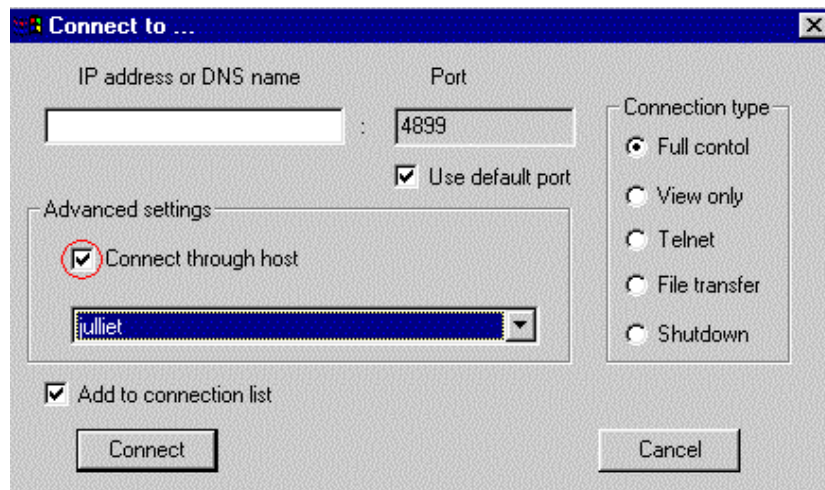 Connect to ...
IP address or DNS name
Port
:
4899
Use default port
Connection type
Full contol
View only
Telnet
File transfer
Shutdown
Advanced settings
Connect through host
julliet
Add to connection list
Connect
Cancel